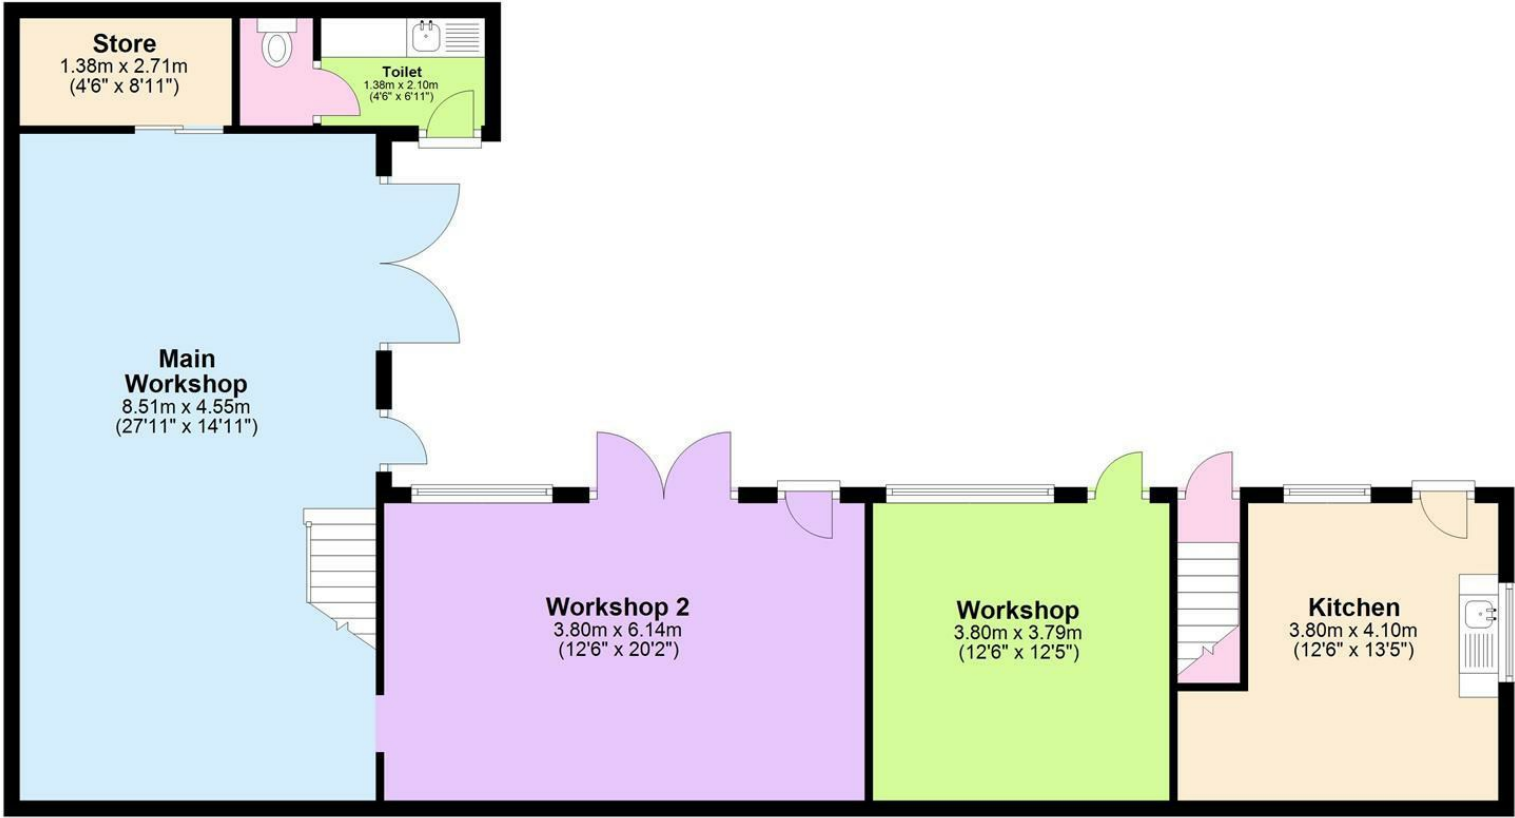 Store
1.38m x 2.71m
(4'6" x 8'11")
Toilet
1.38m x 2.10m
(4'6" x 6'11")
Main
Workshop
8.51m x 4.55m
(27'11" x 14'11")
Workshop 2
3.80m x 6.14m
(12'6" x 20'2")
Workshop
3.80m x 3.79m
(12'6" x 12'5")
Kitchen
3.80m x 4.10m
(12'6" x 13'5")